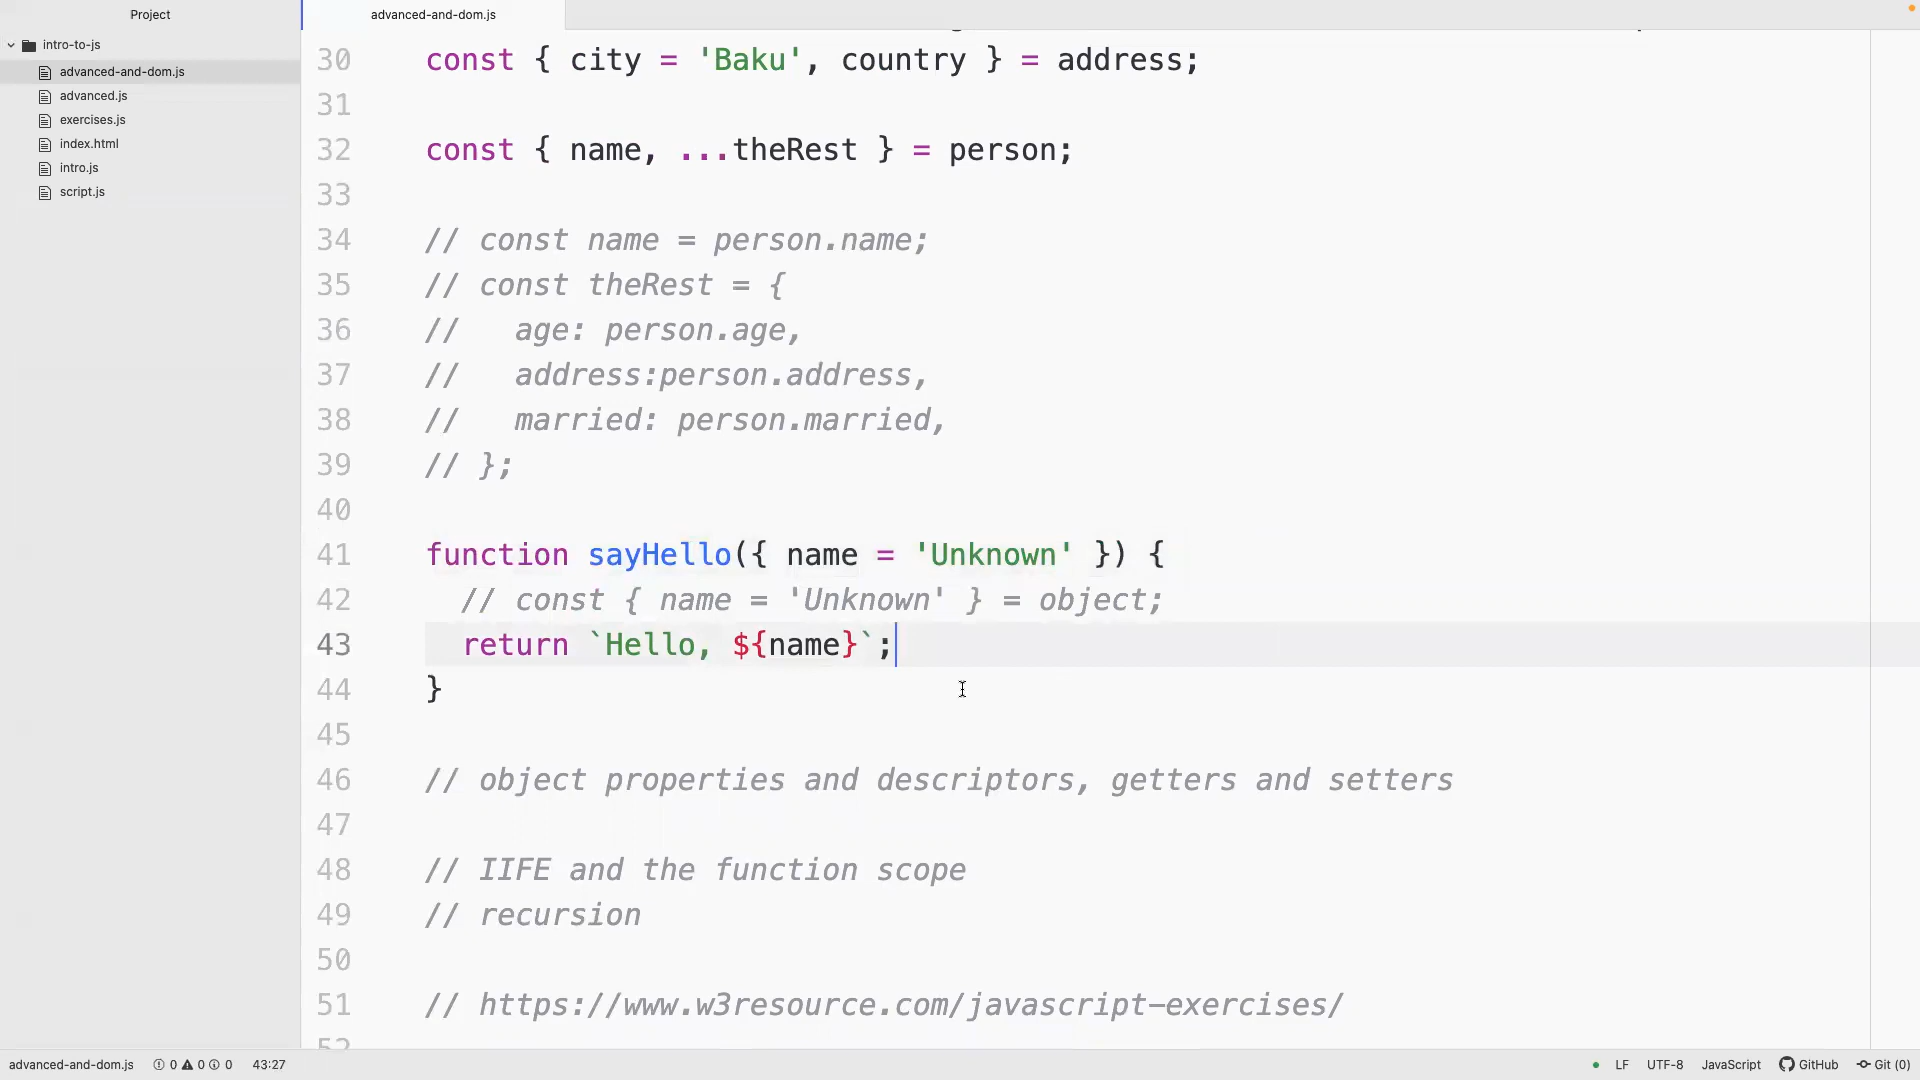 Project
advanced-and-dom.js
intro-to-js
advanced-and-dom.js
advanced.js
exercises.js
index.html
intro.js
script.js
30 const { city = 'Baku', country } = address;
31
32 const { name, ...theRest } = person;
33
34 // const name = person.name;
35 // const theRest = {
36 //   age: person.age,
37 //   address:person.address,
38 //   married: person.married,
39 // };
40
41 function sayHello({ name = 'Unknown' }) {
42   // const { name = 'Unknown' } = object;
43   return `Hello, ${name}`;
44 }
45
46 // object properties and descriptors, getters and setters
47
48 // IIFE and the function scope
49 // recursion
50
51 // https://www.w3resource.com/javascript-exercises/
advanced-and-dom.js 0 0 0 43:27 LF UTF-8 JavaScript GitHub Git (0)